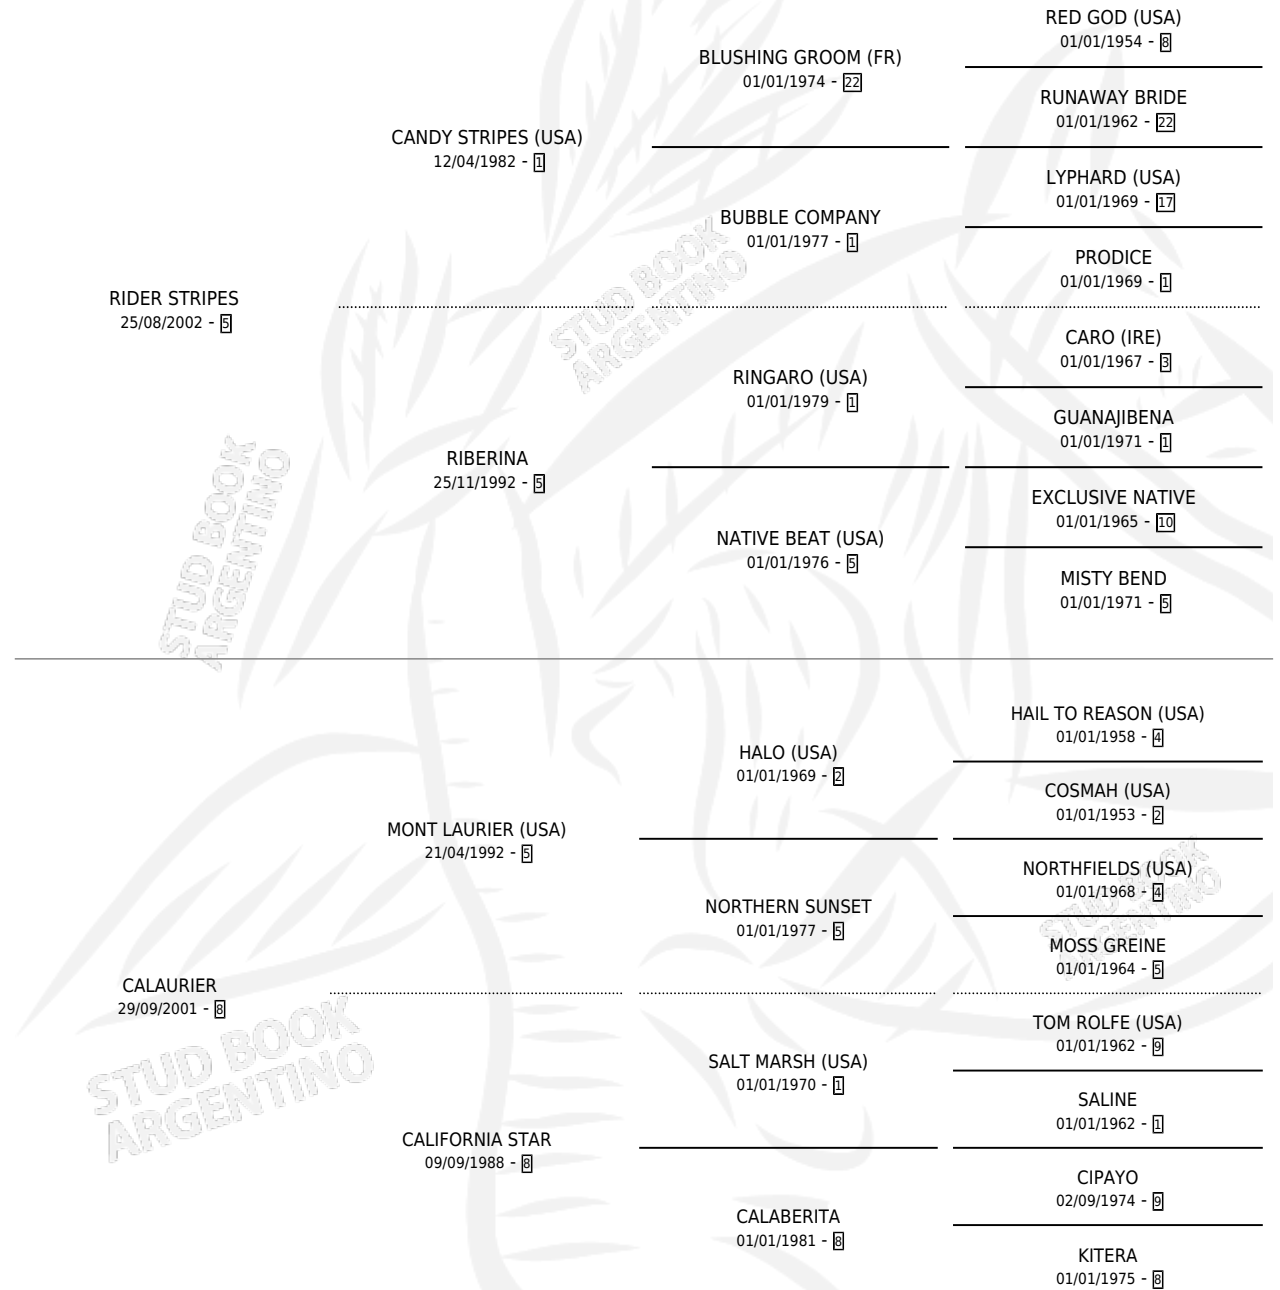 RED GOD (USA)
01/01/1954 - 8
BLUSHING GROOM (FR)
01/01/1974 - 22
RUNAWAY BRIDE
01/01/1962 - 22
CANDY STRIPES (USA)
12/04/1982 - 1
LYPHARD (USA)
01/01/1969 - 17
BUBBLE COMPANY
01/01/1977 - 1
PRODICE
01/01/1969 - 1
RIDER STRIPES
25/08/2002 - 5
STUD BOOK
ARGENTINO
CARO (IRE)
01/01/1967 - 3
RINGARO (USA)
01/01/1979 - 1
GUANAJIBENA
01/01/1971 - 1
RIBERINA
25/11/1992 - 5
EXCLUSIVE NATIVE
01/01/1965 - 10
NATIVE BEAT (USA)
01/01/1976 - 5
MISTY BEND
01/01/1971 - 5
STUD BOOK
ARGENTINO
HAIL TO REASON (USA)
01/01/1958 - 4
HALO (USA)
01/01/1969 - 2
COSMAH (USA)
01/01/1953 - 2
MONT LAURIER (USA)
21/04/1992 - 5
NORTHFIELDS (USA)
01/01/1968 - 4
NORTHERN SUNSET
01/01/1977 - 5
MOSS GREINE
01/01/1964 - 5
STUD BOOK
ARGENTINO
CALAURIER
29/09/2001 - 8
STUD BOOK
ARGENTINO
TOM ROLFE (USA)
01/01/1962 - 9
SALT MARSH (USA)
01/01/1970 - 1
SALINE
01/01/1962 - 1
CALIFORNIA STAR
09/09/1988 - 8
CIPAYO
02/09/1974 - 9
CALABERITA
01/01/1981 - 8
KITERA
01/01/1975 - 8